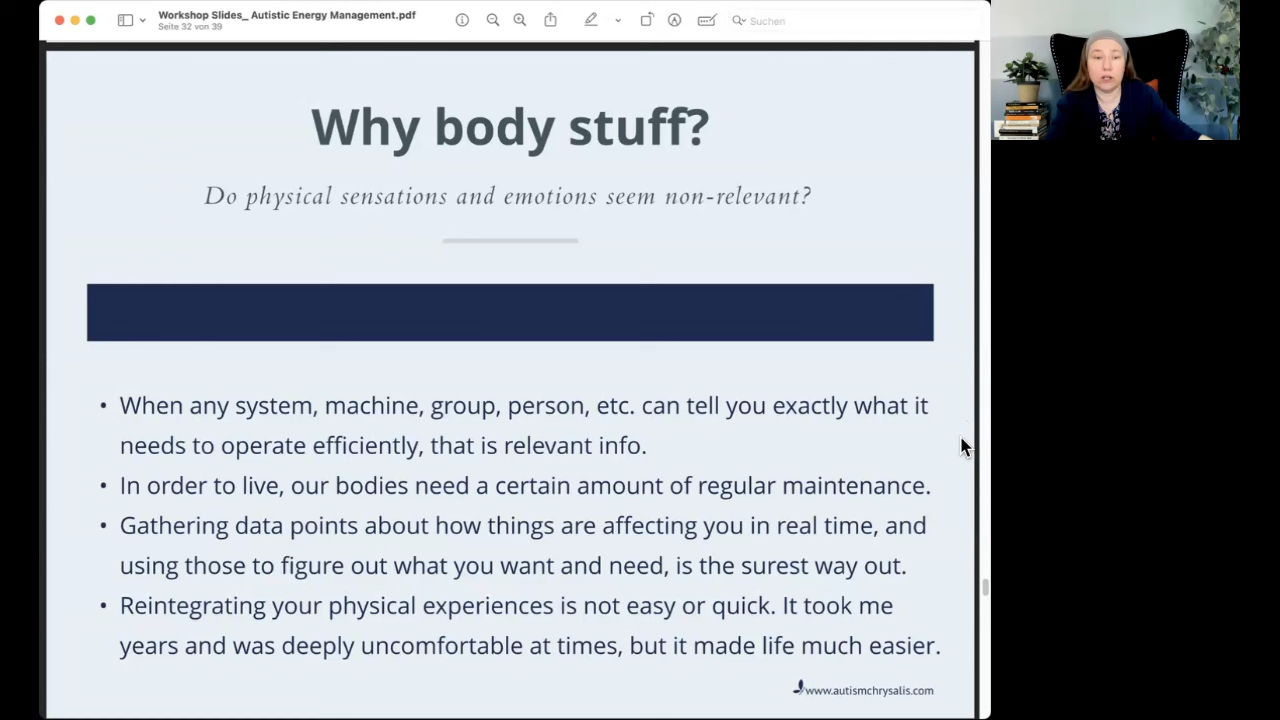 Workshop Slides_ Autistic Energy Management.pdf
Seite 32 von 39
Suchen
Why body stuff?
Do physical sensations and emotions seem non-relevant?
• When any system, machine, group, person, etc. can tell you exactly what it
needs to operate efficiently, that is relevant info.
• In order to live, our bodies need a certain amount of regular maintenance.
• Gathering data points about how things are affecting you in real time, and
using those to figure out what you want and need, is the surest way out.
• Reintegrating your physical experiences is not easy or quick. It took me
years and was deeply uncomfortable at times, but it made life much easier.
www.autismchrysalis.com